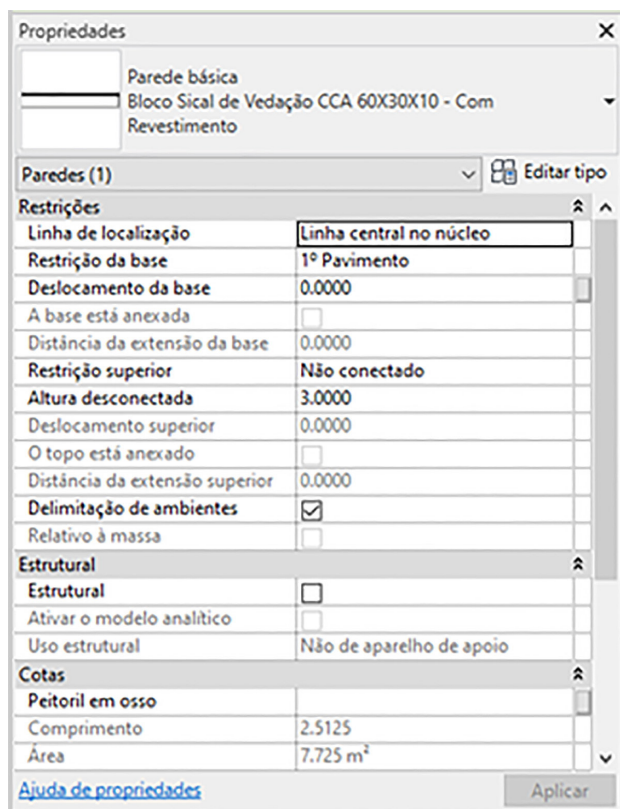 Propriedades
Parede básica
Bloco Sical de Vedação CCA 60X30X10 - Com
Revestimento
Paredes (1)
Editar tipo
Restrições
Linha de localização Linha central no núcleo
Restrição da base 1º Pavimento
Deslocamento da base 0.0000
A base está anexada
Distância da extensão da base 0.0000
Restrição superior Não conectado
Altura desconectada 3.0000
Deslocamento superior 0.0000
O topo está anexado
Distância da extensão superior 0.0000
Delimitação de ambientes
Relativo à massa
Estrutural
Estrutural
Ativar o modelo analítico
Uso estrutural Não de aparelho de apoio
Cotas
Peitoril em osso
Comprimento 2.5125
Área 7.725 m²
Ajuda de propriedades
Aplicar